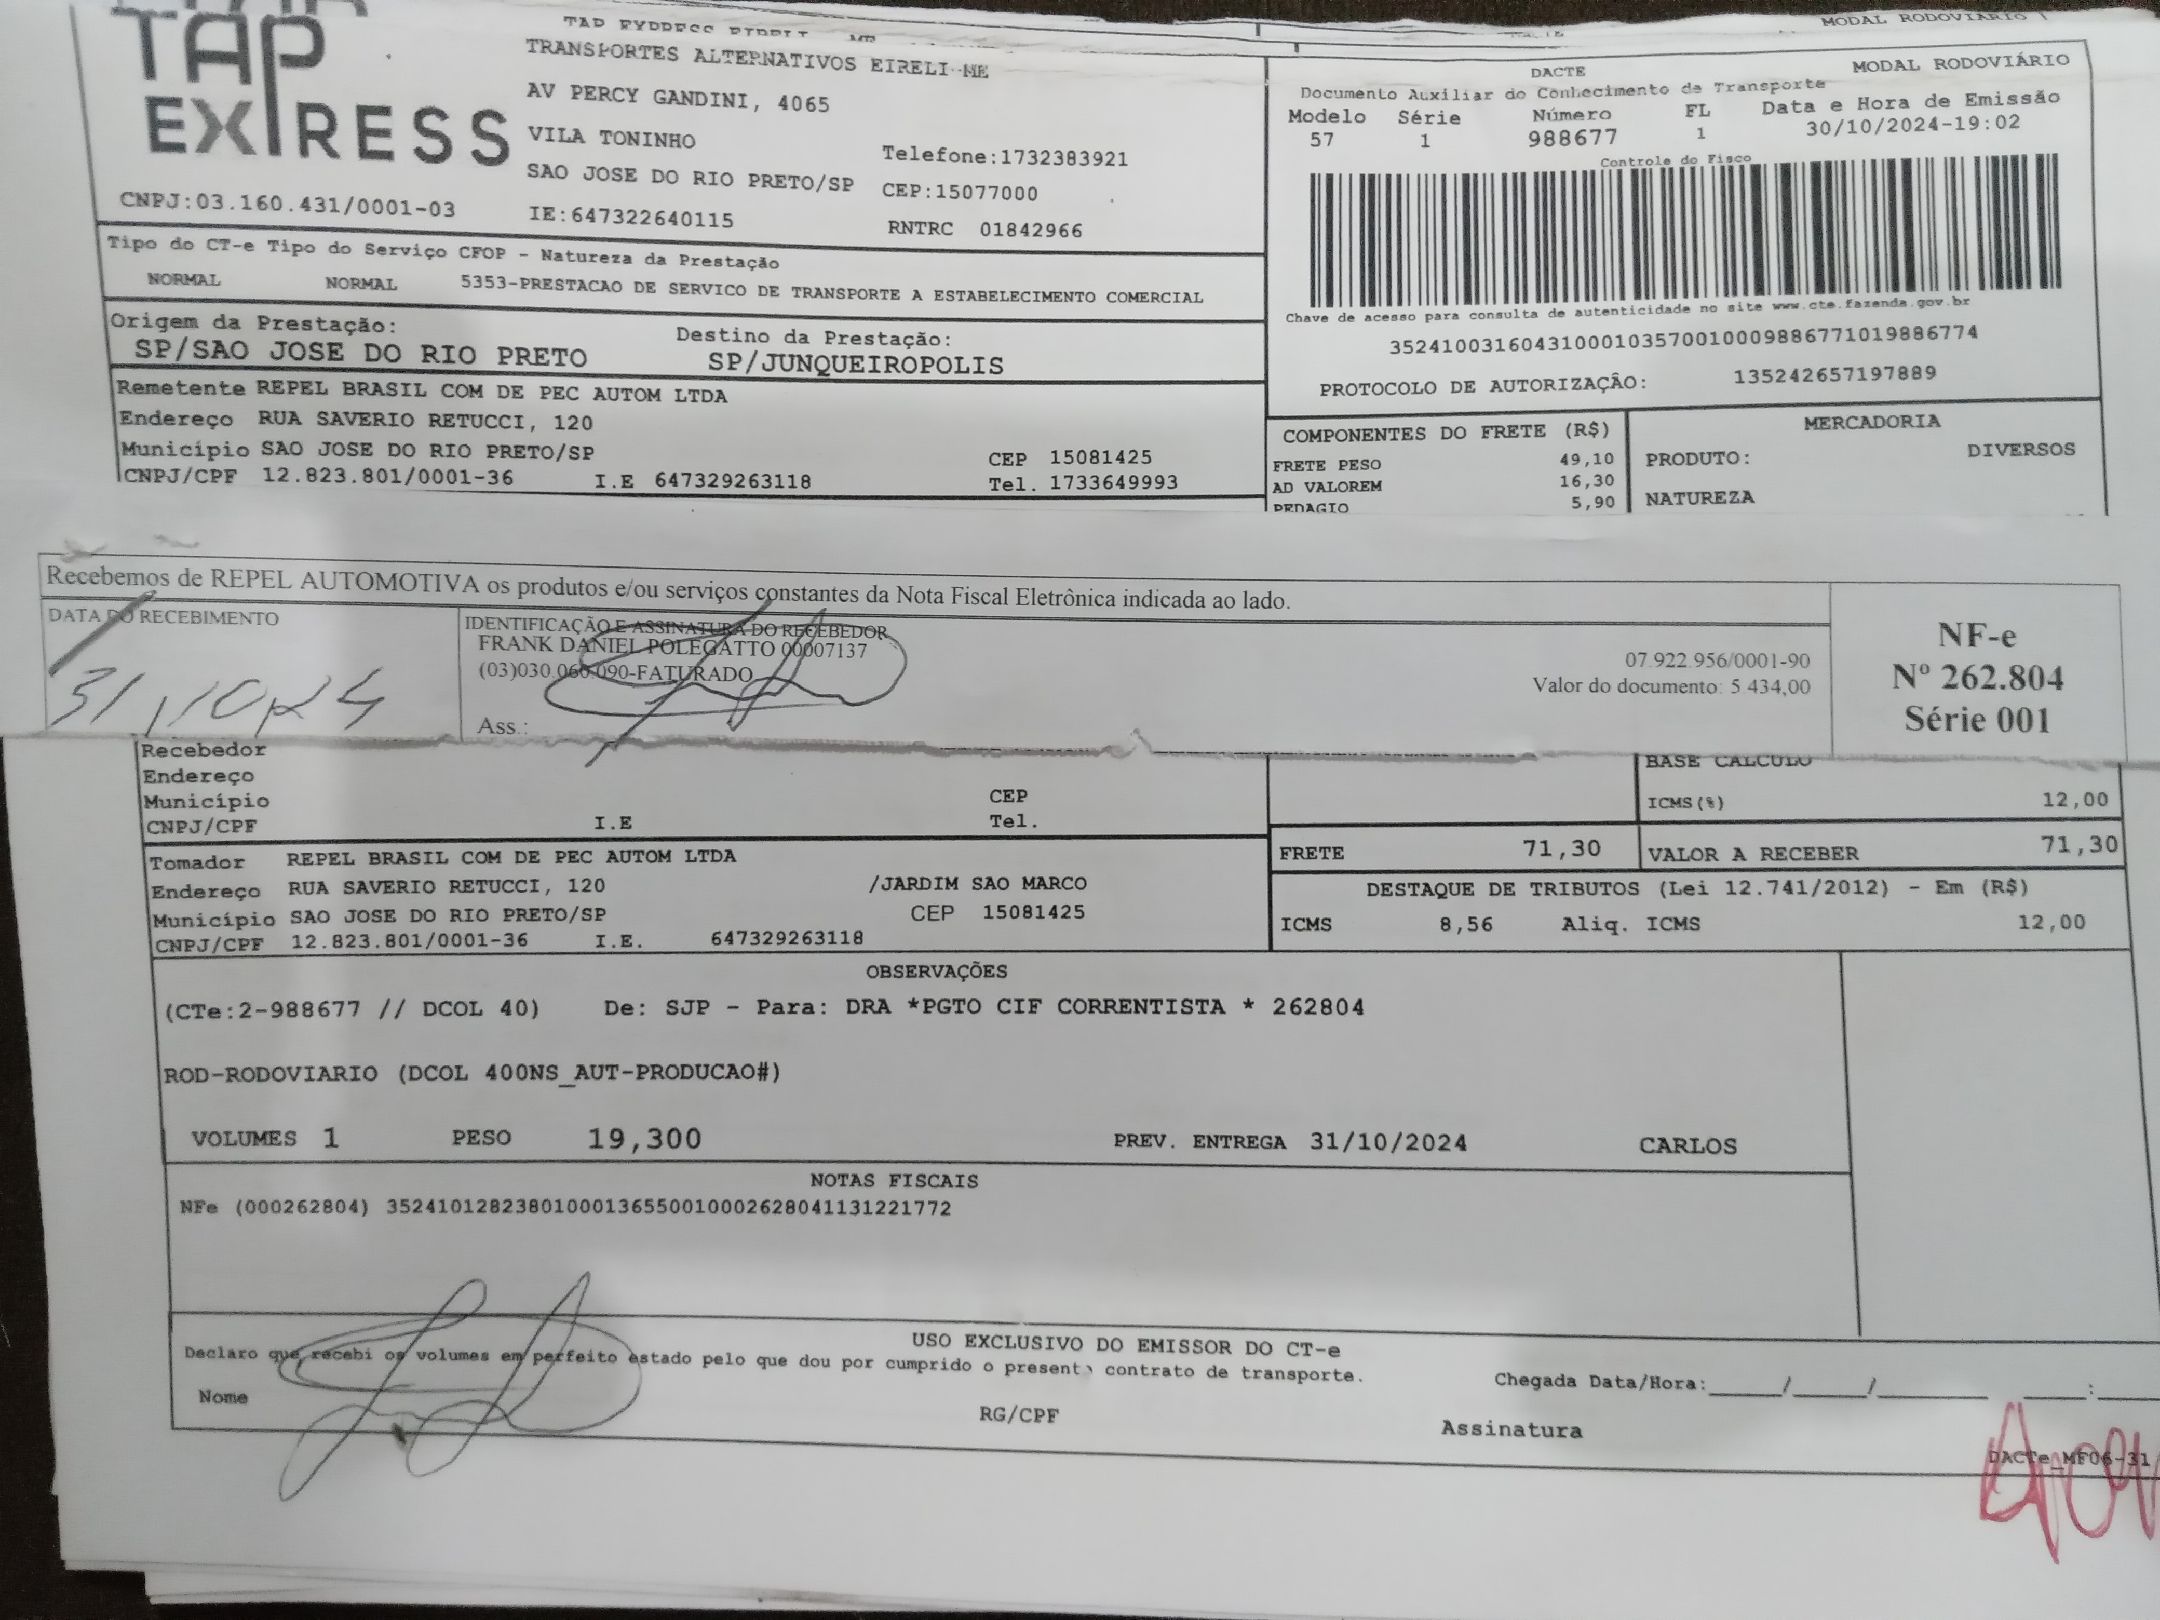 TAP
EXPRESS
TRANSPORTES ALTERNATIVOS EIRELI-ME
AV PERCY GANDINI, 4065
VILA TONINHO
Telefone:1732383921
SAO JOSE DO RIO PRETO/SP CEP:15077000
CNPJ:03.160.431/0001-03 IE:647322640115 RNTRC 01842966
MODAL RODOVIÁRIO
DACTE
Documento Auxiliar do Conhecimento de Transporte
Modelo Série Número FL Data e Hora de Emissão
57 1 988677 1 30/10/2024-19:02
Controle do Fisco
Chave de acesso para consulta de autenticidade no site www.cte.fazenda.gov.br
35241003160431000103570010009886771019886774
PROTOCOLO DE AUTORIZAÇÃO: 135242657197889
Tipo do CT-e Tipo do Serviço CFOP - Natureza da Prestação
NORMAL NORMAL 5353-PRESTACAO DE SERVICO DE TRANSPORTE A ESTABELECIMENTO COMERCIAL
Origem da Prestação: Destino da Prestação:
SP/SAO JOSE DO RIO PRETO SP/JUNQUEIROPOLIS
Remetente REPEL BRASIL COM DE PEC AUTOM LTDA
Endereço RUA SAVERIO RETUCCI, 120
Município SAO JOSE DO RIO PRETO/SP CEP 15081425
CNPJ/CPF 12.823.801/0001-36 I.E 647329263118 Tel. 1733649993
COMPONENTES DO FRETE (R$)
FRETE PESO 49,10
AD VALOREM 16,30
PEDAGIO 5,90
MERCADORIA
PRODUTO: DIVERSOS
NATUREZA
Recebemos de REPEL AUTOMOTIVA os produtos e/ou serviços constantes da Nota Fiscal Eletrônica indicada ao lado.
DATA DO RECEBIMENTO
31/10/24
IDENTIFICAÇÃO E ASSINATURA DO RECEBEDOR
FRANK DANIEL POLEGATTO 00007137
(03)030.060.090-FATURADO
Ass.:
07.922.956/0001-90
Valor do documento: 5 434,00
NF-e
Nº 262.804
Série 001
Recebedor
Endereço
Município CEP
CNPJ/CPF I.E Tel.
BASE CALCULO
ICMS(%) 12,00
FRETE 71,30 VALOR A RECEBER 71,30
Tomador REPEL BRASIL COM DE PEC AUTOM LTDA
Endereço RUA SAVERIO RETUCCI, 120 /JARDIM SAO MARCO
Município SAO JOSE DO RIO PRETO/SP CEP 15081425
CNPJ/CPF 12.823.801/0001-36 I.E. 647329263118
DESTAQUE DE TRIBUTOS (Lei 12.741/2012) - Em (R$)
ICMS 8,56 Aliq. ICMS 12,00
OBSERVAÇÕES
(CTe:2-988677 // DCOL 40) De: SJP - Para: DRA *PGTO CIF CORRENTISTA * 262804
ROD-RODOVIARIO (DCOL 400NS_AUT-PRODUCAO#)
VOLUMES 1 PESO 19,300 PREV. ENTREGA 31/10/2024 CARLOS
NOTAS FISCAIS
NFe (000262804) 35241012823801000136550010002628041131221772
USO EXCLUSIVO DO EMISSOR DO CT-e
Declaro que recebi os volumes em perfeito estado pelo que dou por cumprido o presente contrato de transporte.
Chegada Data/Hora:_____/_____/_______ ____:____
Nome RG/CPF Assinatura
DACTe_MF06-31